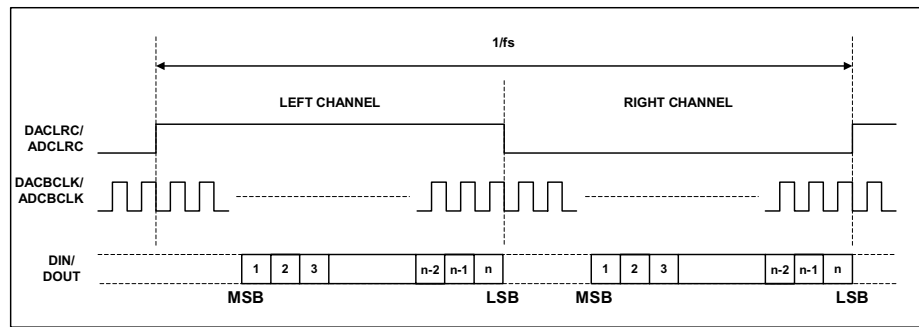 1/fs
LEFT CHANNEL RIGHT CHANNEL
DACLRC/
ADCLRC
DACBCLK/
ADCBCLK
DIN/
DOUT
1 2 3 n-2 n-1 n 1 2 3 n-2 n-1 n
MSB LSB MSB LSB